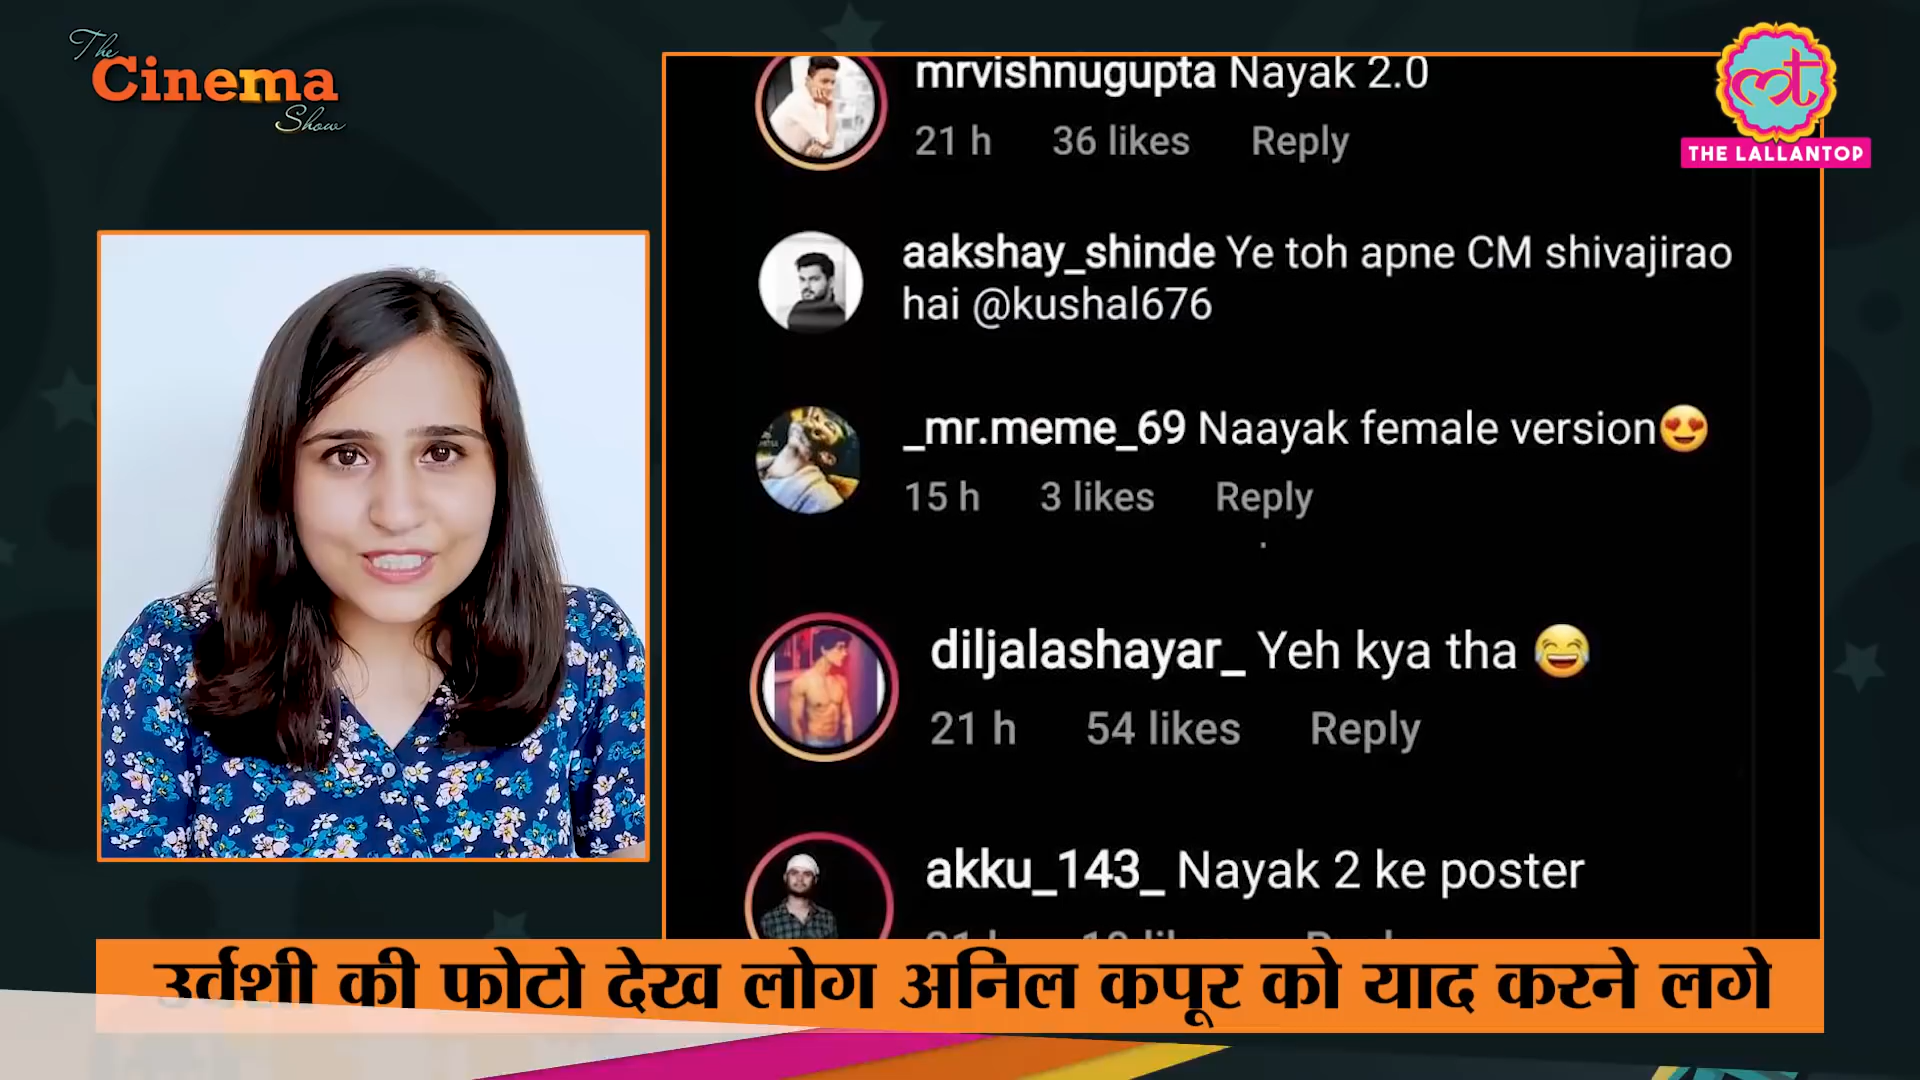 The
Cinema
Show
THE LALLANTOP
mrvishnugupta Nayak 2.0
21 h 36 likes Reply
aakshay_shinde Ye toh apne CM shivajirao
hai @kushal676
_mr.meme_69 Naayak female version😍
15 h 3 likes Reply
diljalashayar_ Yeh kya tha 😂
21 h 54 likes Reply
akku_143_ Nayak 2 ke poster
उर्वशी की फोटो देख लोग अनिल कपूर को याद करने लगे